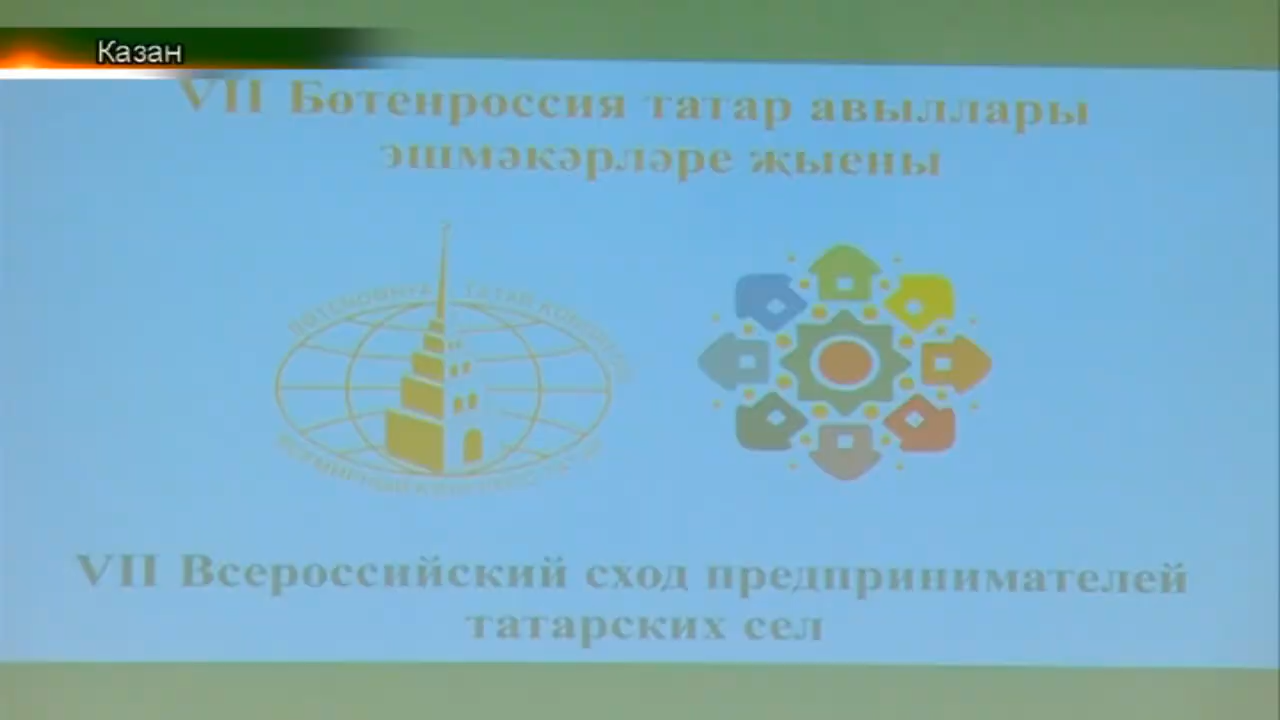 Казан
VII Бөтенроссия татар авыллары
эшмәкәрләре җыены
VII Всероссийский сход предпринимателей
татарских сел